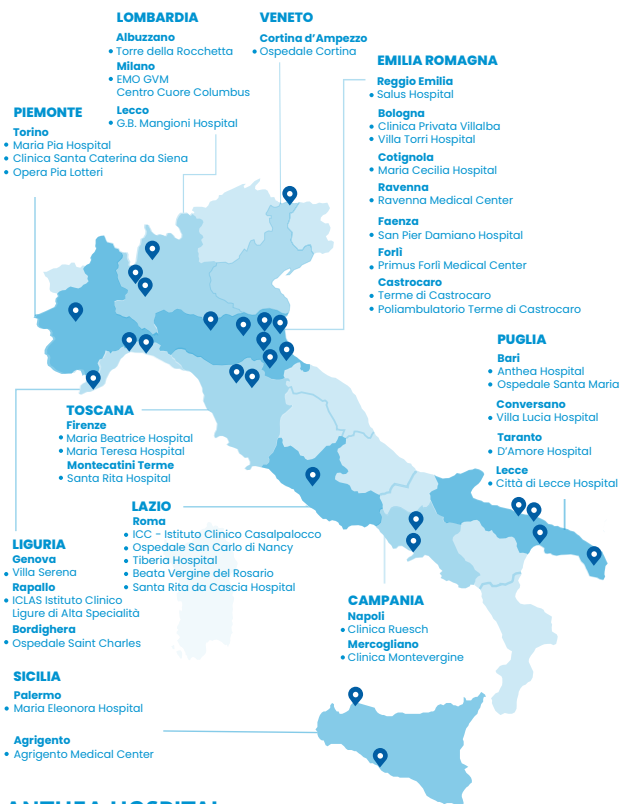 LOMBARDIA
Albuzzano
• Torre della Rocchetta
Milano
• EMO GVM
Centro Cuore Columbus
Lecco
• G.B. Mangioni Hospital
VENETO
Cortina d’Ampezzo
• Ospedale Cortina
EMILIA ROMAGNA
Reggio Emilia
• Salus Hospital
Bologna
• Clinica Privata Villalba
• Villa Torri Hospital
Cotignola
• Maria Cecilia Hospital
Ravenna
• Ravenna Medical Center
Faenza
• San Pier Damiano Hospital
Forlì
• Primus Forlì Medical Center
Castrocaro
• Terme di Castrocaro
• Poliambulatorio Terme di Castrocaro
PIEMONTE
Torino
• Maria Pia Hospital
• Clinica Santa Caterina da Siena
• Opera Pia Lotteri
PUGLIA
Bari
• Anthea Hospital
• Ospedale Santa Maria
Conversano
• Villa Lucia Hospital
Taranto
• D’Amore Hospital
Lecce
• Città di Lecce Hospital
TOSCANA
Firenze
• Maria Beatrice Hospital
• Maria Teresa Hospital
Montecatini Terme
• Santa Rita Hospital
LAZIO
Roma
• ICC - Istituto Clinico Casalpalocco
• Ospedale San Carlo di Nancy
• Tiberia Hospital
• Beata Vergine del Rosario
• Santa Rita da Cascia Hospital
LIGURIA
Genova
• Villa Serena
Rapallo
• ICLAS Istituto Clinico
Ligure di Alta Specialità
Bordighera
• Ospedale Saint Charles
CAMPANIA
Napoli
• Clinica Ruesch
Mercogliano
• Clinica Montevergine
SICILIA
Palermo
• Maria Eleonora Hospital
Agrigento
• Agrigento Medical Center
ANTHEA HOSPITAL